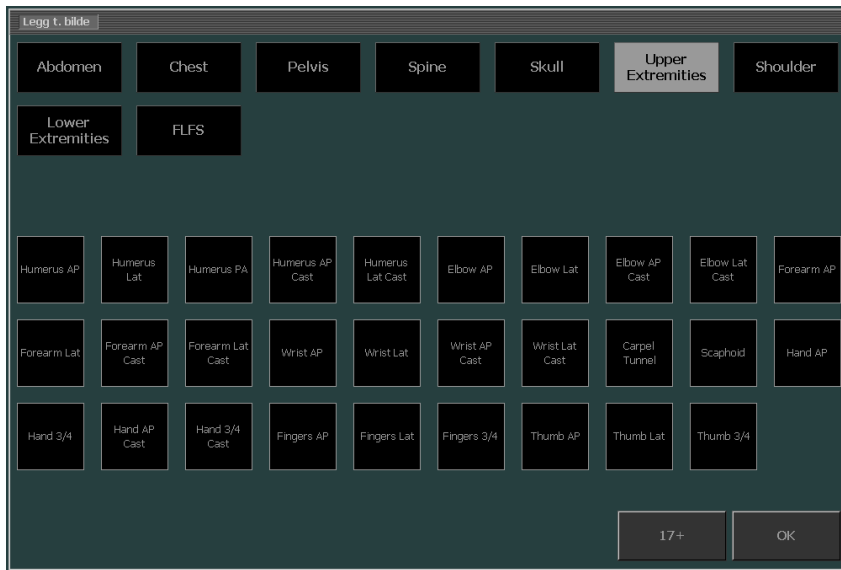 Legg t. bilde
Abdomen
Chest
Pelvis
Spine
Skull
Upper
Extremities
Shoulder
Lower
Extremities
FLFS
Humerus AP
Humerus
Lat
Humerus PA
Humerus AP
Cast
Humerus
Lat Cast
Elbow AP
Elbow Lat
Elbow AP
Cast
Elbow Lat
Cast
Forearm AP
Forearm Lat
Forearm AP
Cast
Forearm Lat
Cast
Wrist AP
Wrist Lat
Wrist AP
Cast
Wrist Lat
Cast
Carpel
Tunnel
Scaphoid
Hand AP
Hand 3/4
Hand AP
Cast
Hand 3/4
Cast
Fingers AP
Fingers Lat
Fingers 3/4
Thumb AP
Thumb Lat
Thumb 3/4
17+
OK